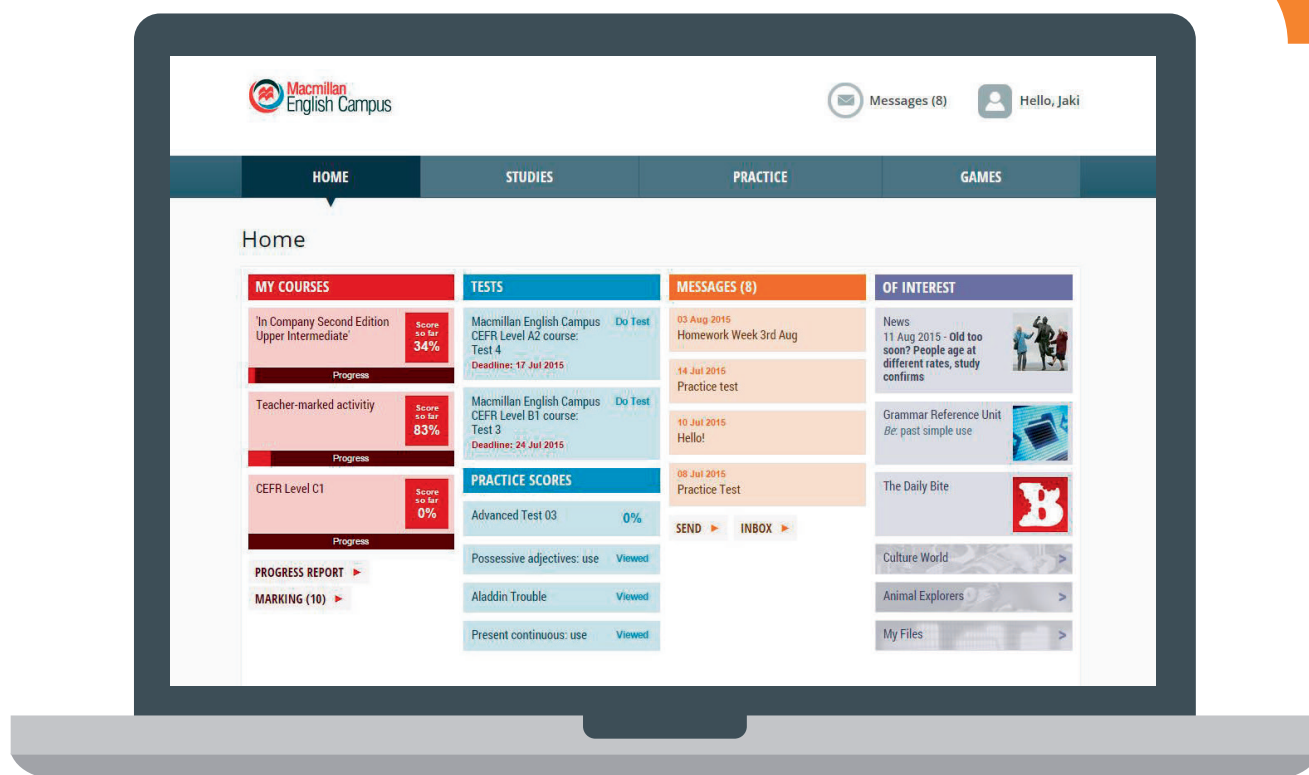 Macmillan
English Campus
Messages (8)
Hello, Jaki
HOME
STUDIES
PRACTICE
GAMES
Home
MY COURSES
'In Company Second Edition
Upper Intermediate'
Score
so far
34%
Progress
Teacher-marked activitiy
Score
so far
83%
Progress
CEFR Level C1
Score
so far
0%
Progress
PROGRESS REPORT
MARKING (10)
TESTS
Macmillan English Campus
CEFR Level A2 course:
Test 4
Do Test
Deadline: 17 Jul 2015
Macmillan English Campus
CEFR Level B1 course:
Test 3
Do Test
Deadline: 24 Jul 2015
PRACTICE SCORES
Advanced Test 03
0%
Possessive adjectives: use
Viewed
Aladdin Trouble
Viewed
Present continuous: use
Viewed
MESSAGES (8)
03 Aug 2015
Homework Week 3rd Aug
14 Jul 2015
Practice test
10 Jul 2015
Hello!
08 Jul 2015
Practice Test
SEND
INBOX
OF INTEREST
News
11 Aug 2015 - Old too
soon? People age at
different rates, study
confirms
Grammar Reference Unit
Be: past simple use
The Daily Bite
B
Culture World
Animal Explorers
My Files